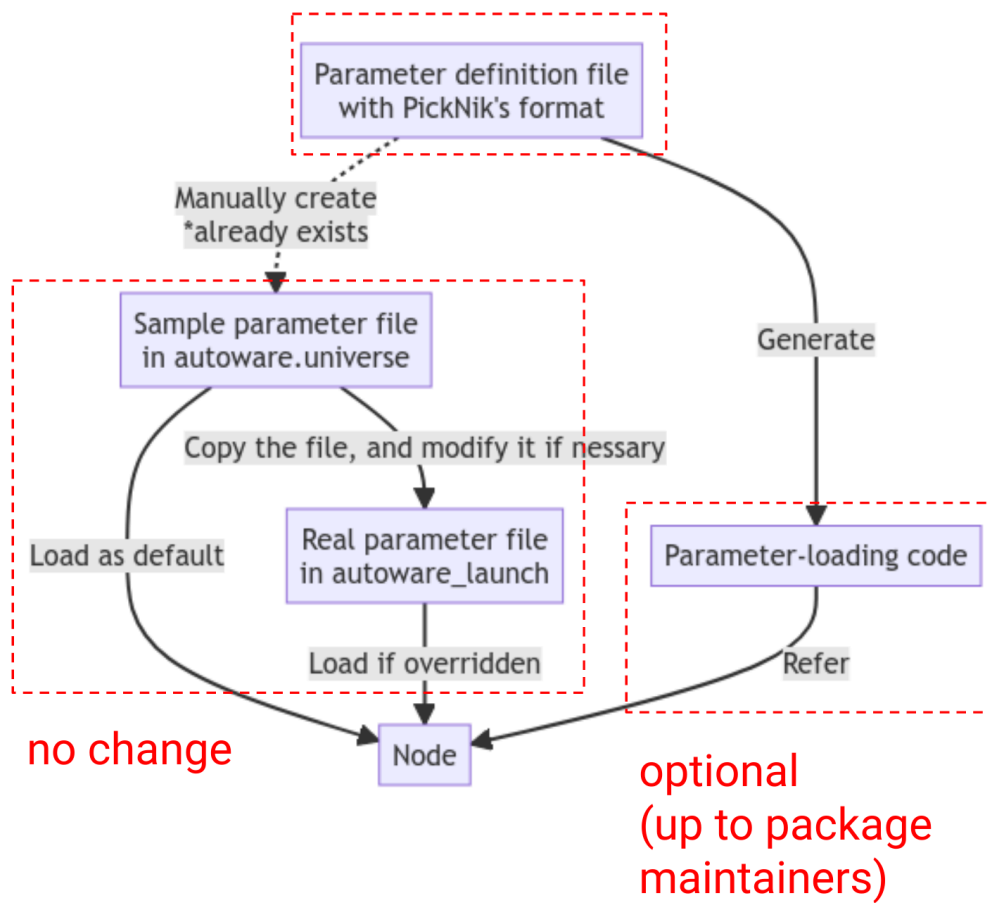 Parameter definition file
with PickNik's format
Manually create
*already exists
Sample parameter file
in autoware.universe
Generate
Copy the file, and modify it if nessary
Real parameter file
in autoware_launch
Load as default
Parameter-loading code
Load if overridden
Refer
no change
Node
optional
(up to package
maintainers)